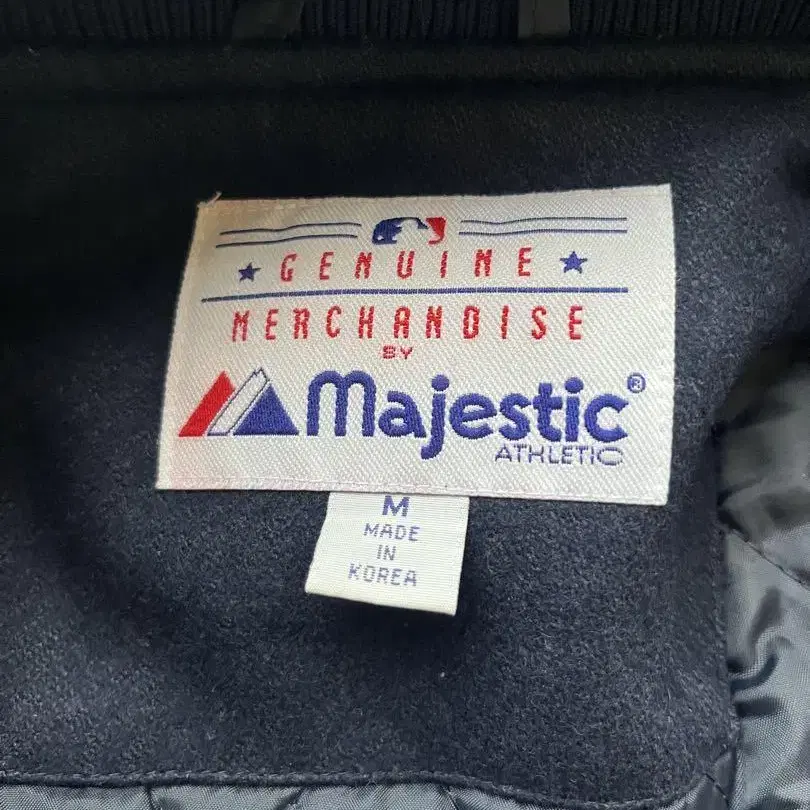 GENUINE
MERCHANDISE
BY
Majestic®
ATHLETIC
M
MADE
IN
KOREA